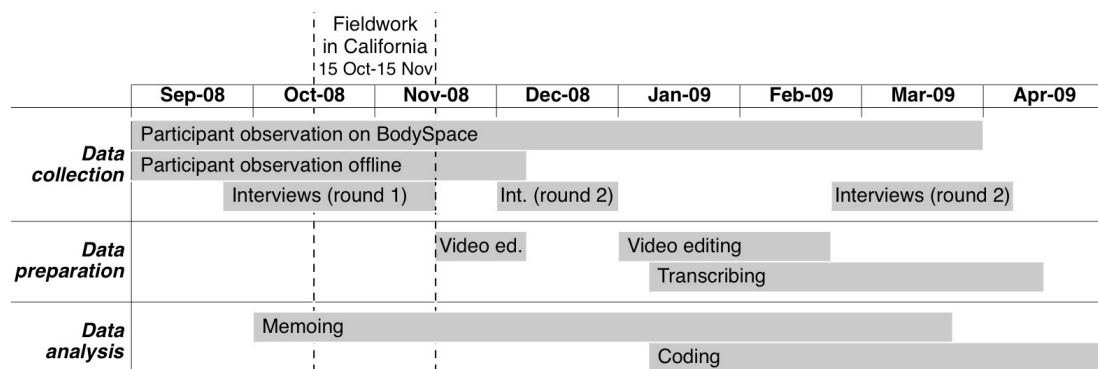 Fieldwork
in California
15 Oct-15 Nov
Sep-08 Oct-08 Nov-08 Dec-08 Jan-09 Feb-09 Mar-09 Apr-09
Data
collection
Participant observation on BodySpace
Participant observation offline
Interviews (round 1) Int. (round 2) Interviews (round 2)
Data
preparation
Video ed. Video editing
Transcribing
Data
analysis
Memoing
Coding